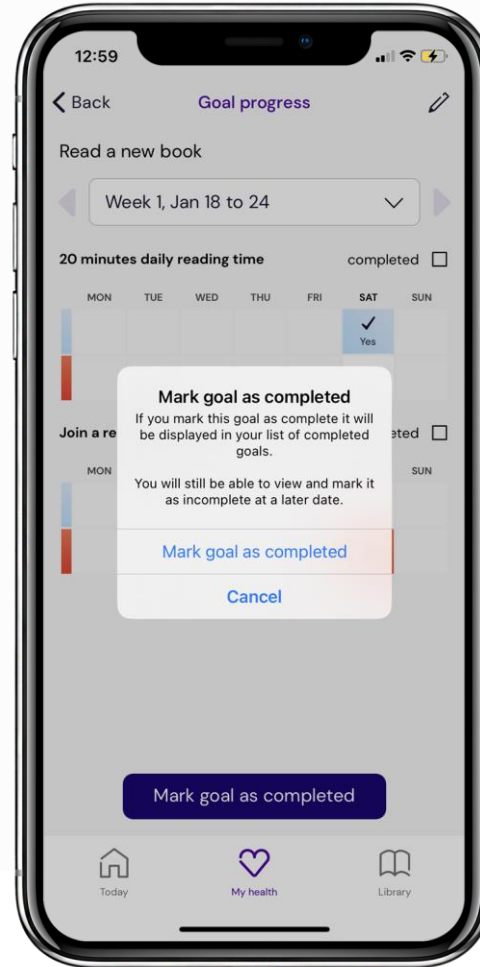 12:59
Back Goal progress
Read a new book
Week 1, Jan 18 to 24
20 minutes daily reading time completed
MON TUE WED THU FRI SAT SUN
Yes
Mark goal as completed
If you mark this goal as complete it will
be displayed in your list of completed
goals.
You will still be able to view and mark it
as incomplete at a later date.
Join a re eted
MON SUN
Mark goal as completed
Cancel
Mark goal as completed
Today My health Library